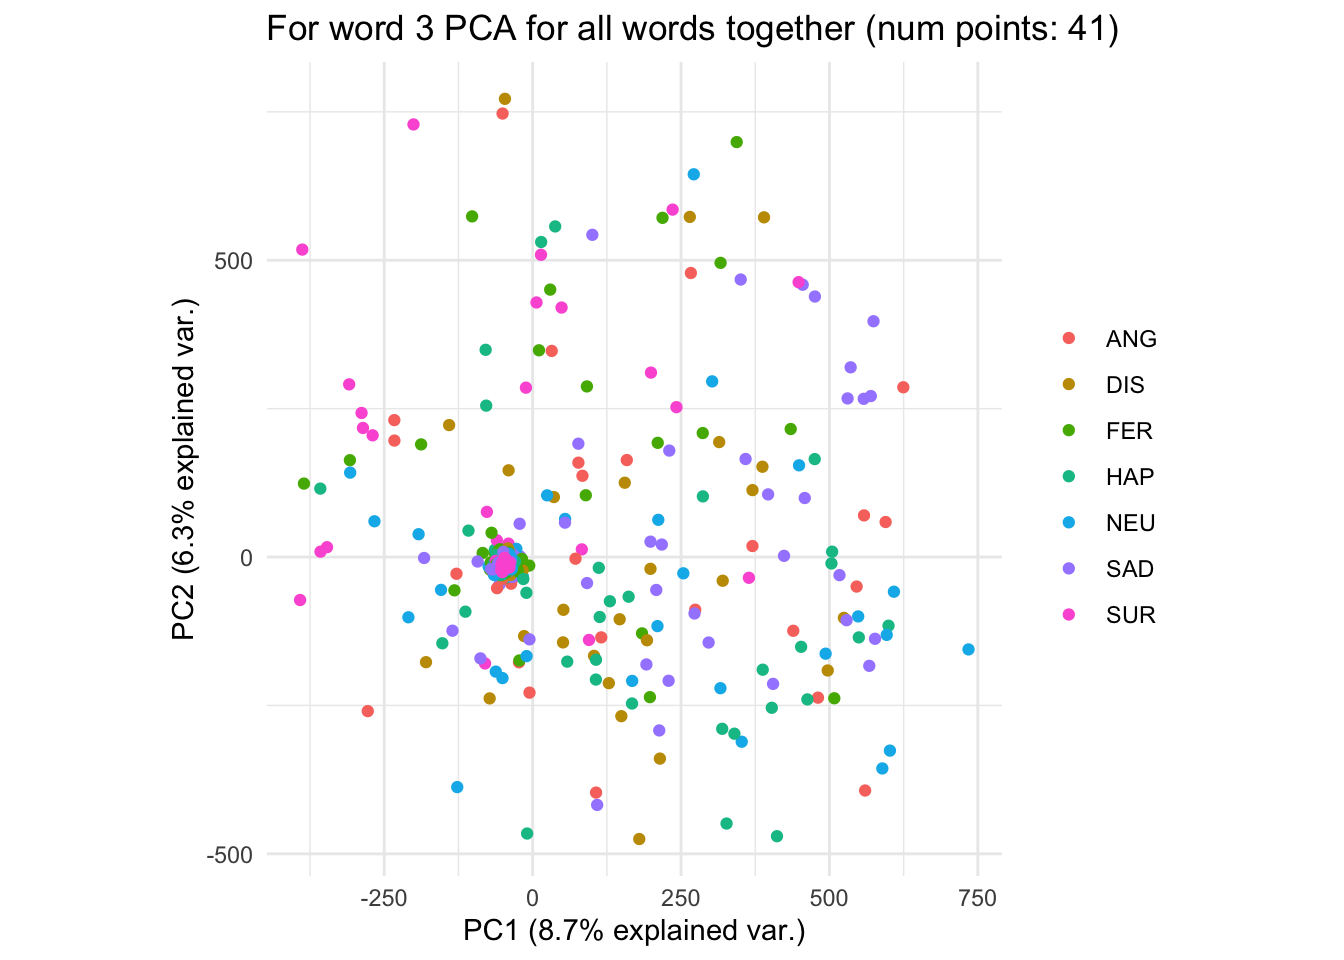 For word 3 PCA for all words together (num points: 41)
PC2 (6.3% explained var.)
500
0
-500
-250
0
250
500
750
PC1 (8.7% explained var.)
ANG
DIS
FER
HAP
NEU
SAD
SUR